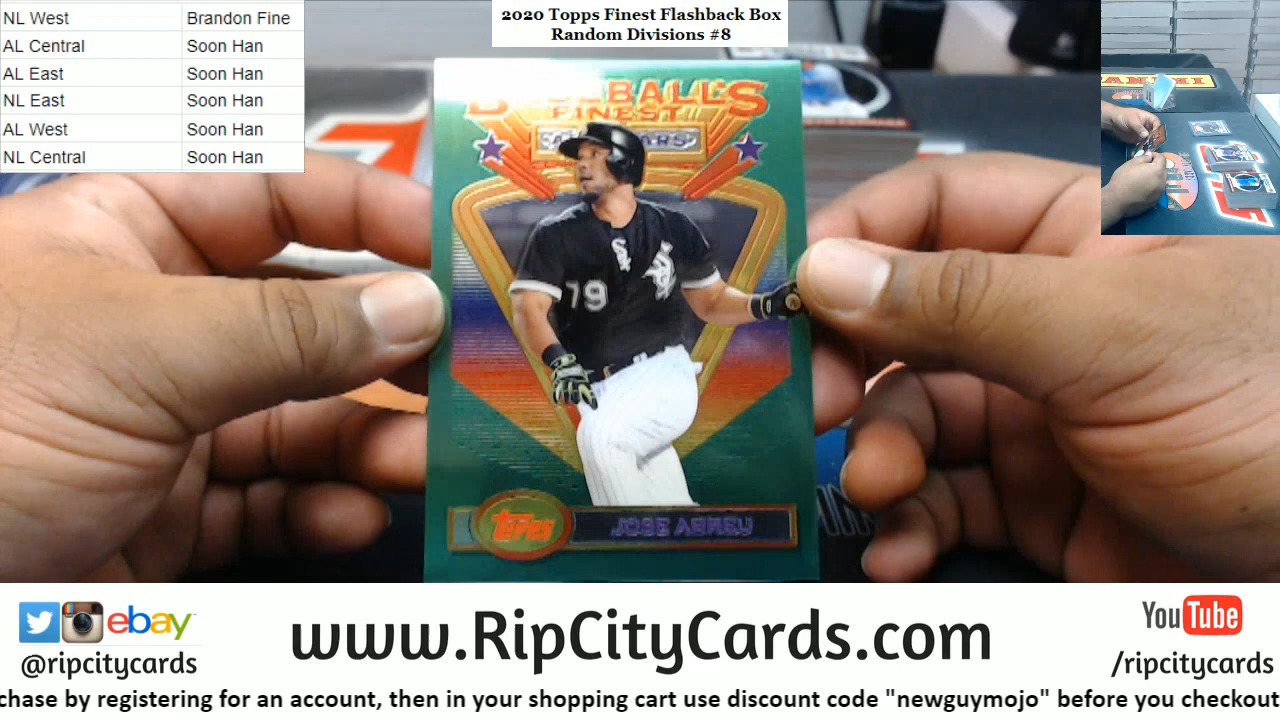 NL West Brandon Fine
AL Central Soon Han
AL East Soon Han
NL East Soon Han
AL West Soon Han
NL Central Soon Han
2020 Topps Finest Flashback Box
Random Divisions #8
PANINI
BASEBALL'S
FINEST
79
TOPPS
JOSE ABREU
ebay
@ripcitycards
www.RipCityCards.com
YouTube
/ripcitycards
chase by registering for an account, then in your shopping cart use discount code "newguymojo" before you checkout